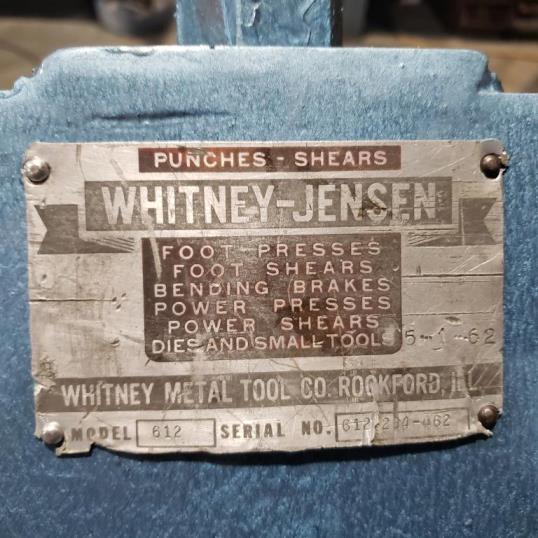 PUNCHES - SHEARS
WHITNEY-JENSEN
FOOT PRESSES
FOOT SHEARS
BENDING BRAKES
POWER PRESSES
POWER SHEARS
DIES AND SMALL TOOLS 5-1-62
WHITNEY METAL TOOL CO. ROCKFORD, ILL.
MODEL 612 SERIAL NO.